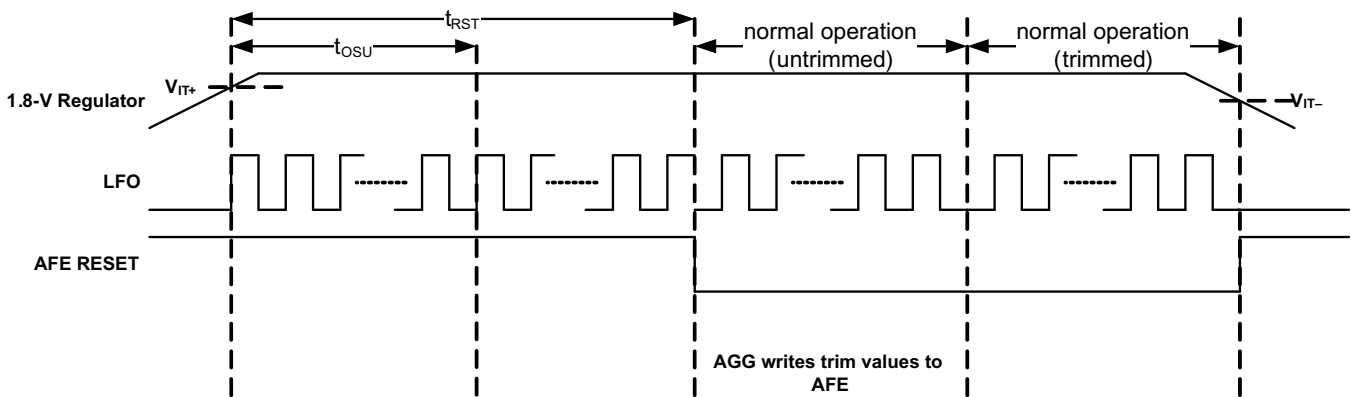 tRST
tOSU
normal operation
(untrimmed)
normal operation
(trimmed)
VIT+
1.8-V Regulator
VIT–
LFO
AFE RESET
AGG writes trim values to
AFE